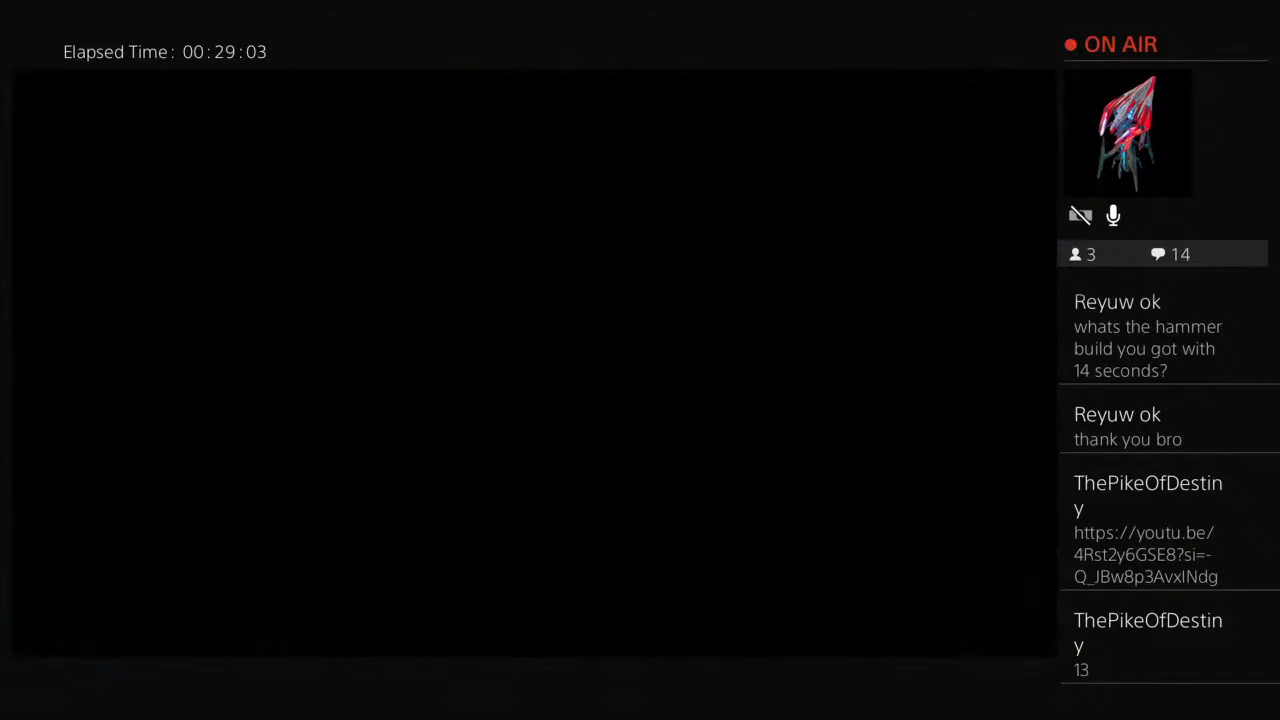 Elapsed Time: 00:29:03
ON AIR
3 14
Reyuw ok
whats the hammer
build you got with
14 seconds?
Reyuw ok
thank you bro
ThePikeOfDestin
y
https://youtu.be/
4Rst2y6GSE8?si=-
Q_JBw8p3AvxINdg
ThePikeOfDestin
y
13